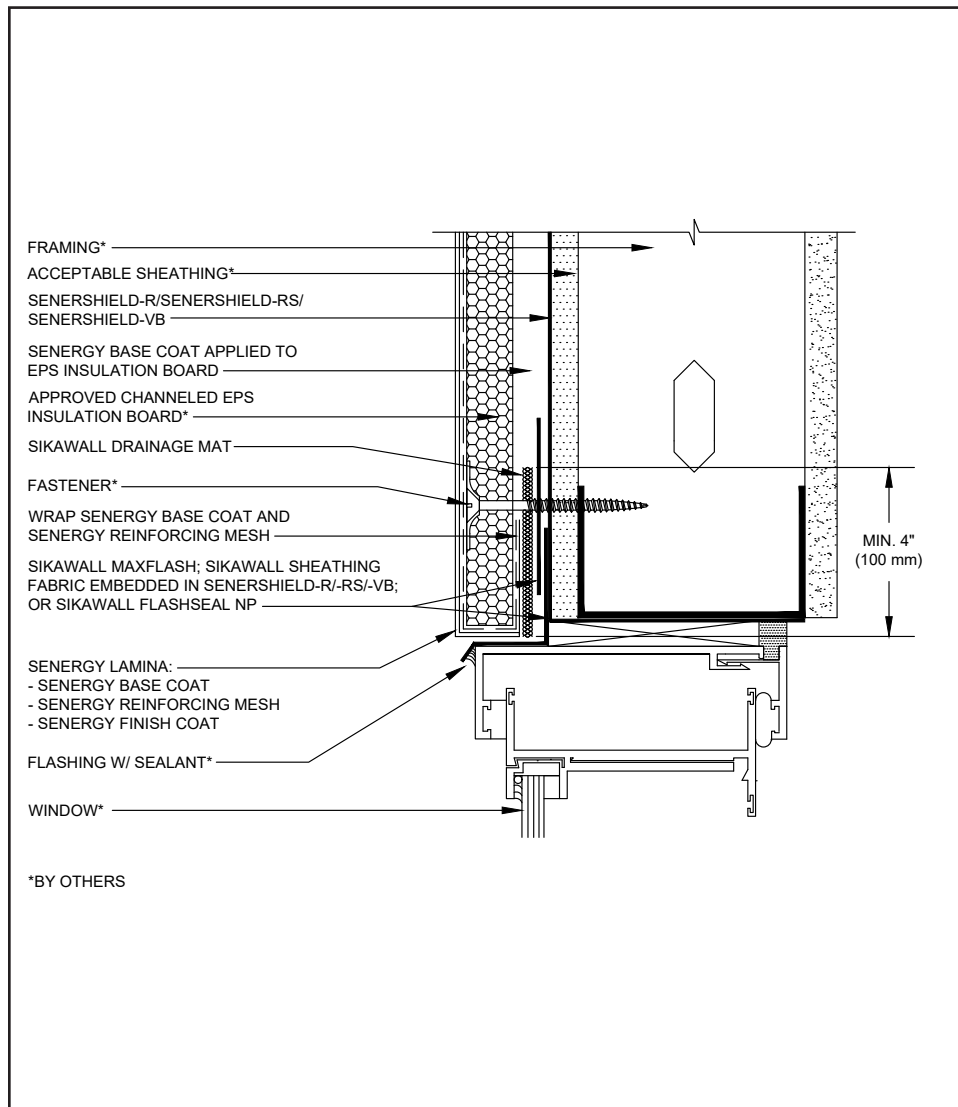 FRAMING*
ACCEPTABLE SHEATHING*
SENERSHIELD-R/SENERSHIELD-RS/
SENERSHIELD-VB
SENERGY BASE COAT APPLIED TO
EPS INSULATION BOARD
APPROVED CHANNELED EPS
INSULATION BOARD*
SIKAWALL DRAINAGE MAT
FASTENER*
WRAP SENERGY BASE COAT AND
SENERGY REINFORCING MESH
SIKAWALL MAXFLASH; SIKAWALL SHEATHING
FABRIC EMBEDDED IN SENERSHIELD-R/-RS/-VB;
OR SIKAWALL FLASHSEAL NP
SENERGY LAMINA:
- SENERGY BASE COAT
- SENERGY REINFORCING MESH
- SENERGY FINISH COAT
FLASHING W/ SEALANT*
WINDOW*
*BY OTHERS
MIN. 4"
(100 mm)